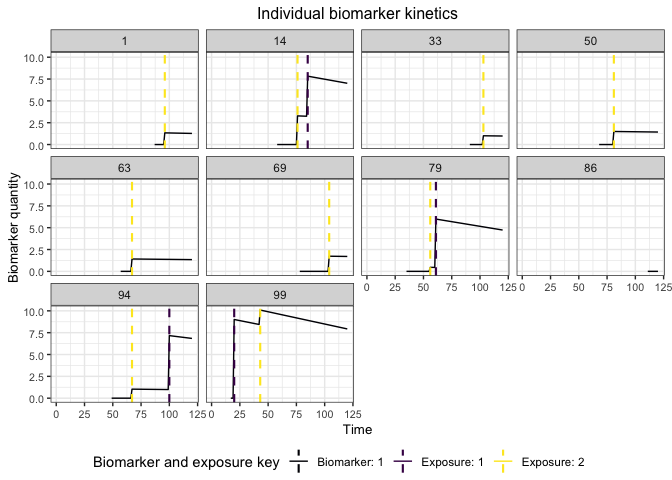 Individual biomarker kinetics
1 14 33 50
10.0
7.5
5.0
2.5
0.0
63 69 79 86
10.0
7.5
5.0
2.5
0.0
0 25 50 75 100 125 0 25 50 75 100 125
94 99
10.0
7.5
5.0
2.5
0.0
0 25 50 75 100 125 0 25 50 75 100 125
Biomarker quantity
Time
Biomarker and exposure key Biomarker: 1 Exposure: 1 Exposure: 2